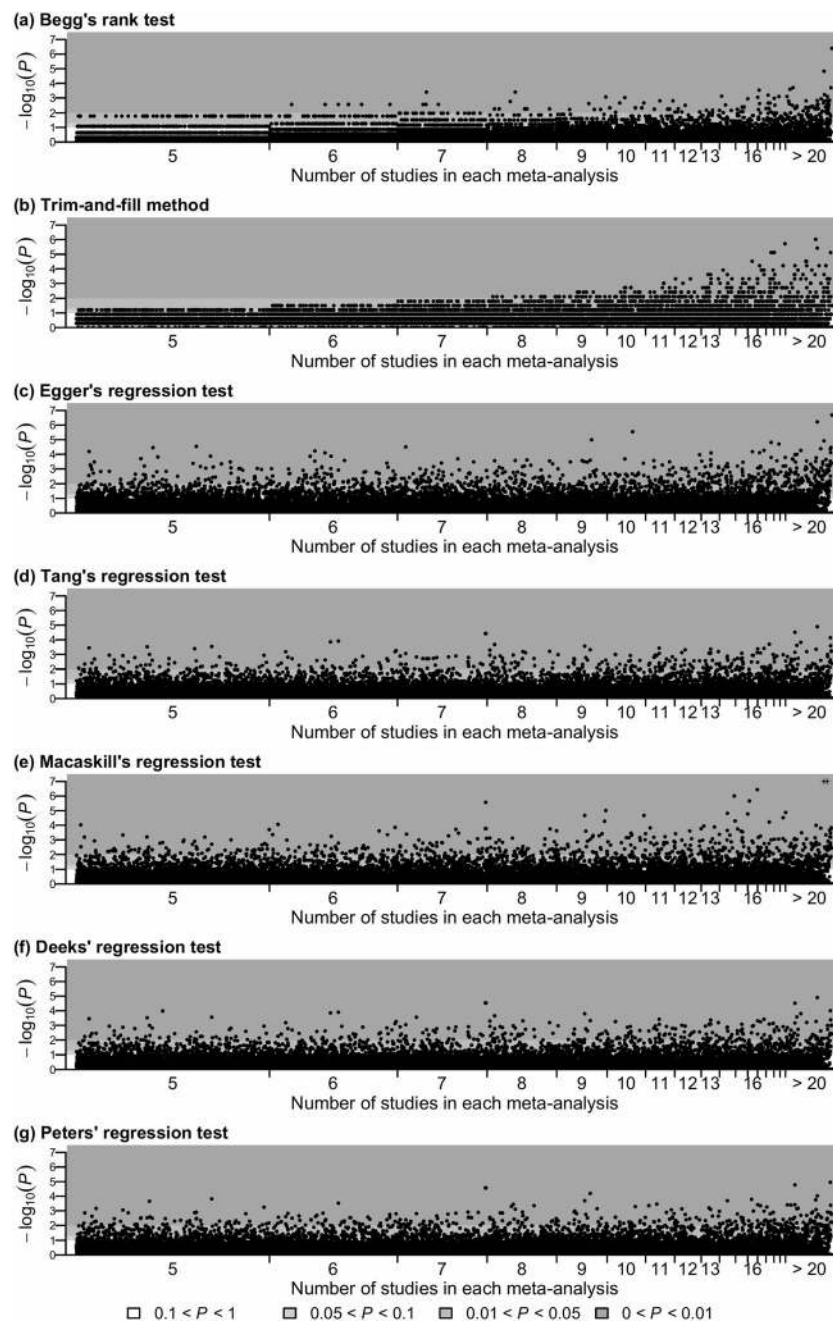 (a) Begg's rank test
− log10(P)
7
6
5
4
3
2
1
0
5 6 7 8 9 10 11 12 13 16 > 20
Number of studies in each meta-analysis
(b) Trim-and-fill method
− log10(P)
7
6
5
4
3
2
1
0
5 6 7 8 9 10 11 12 13 16 > 20
Number of studies in each meta-analysis
(c) Egger's regression test
− log10(P)
7
6
5
4
3
2
1
0
5 6 7 8 9 10 11 12 13 16 > 20
Number of studies in each meta-analysis
(d) Tang's regression test
− log10(P)
7
6
5
4
3
2
1
0
5 6 7 8 9 10 11 12 13 16 > 20
Number of studies in each meta-analysis
(e) Macaskill's regression test
− log10(P)
7
6
5
4
3
2
1
0
5 6 7 8 9 10 11 12 13 16 > 20
Number of studies in each meta-analysis
(f) Deeks' regression test
− log10(P)
7
6
5
4
3
2
1
0
5 6 7 8 9 10 11 12 13 16 > 20
Number of studies in each meta-analysis
(g) Peters' regression test
− log10(P)
7
6
5
4
3
2
1
0
5 6 7 8 9 10 11 12 13 16 > 20
Number of studies in each meta-analysis
0.1 < P < 1 0.05 < P < 0.1 0.01 < P < 0.05 0 < P < 0.01